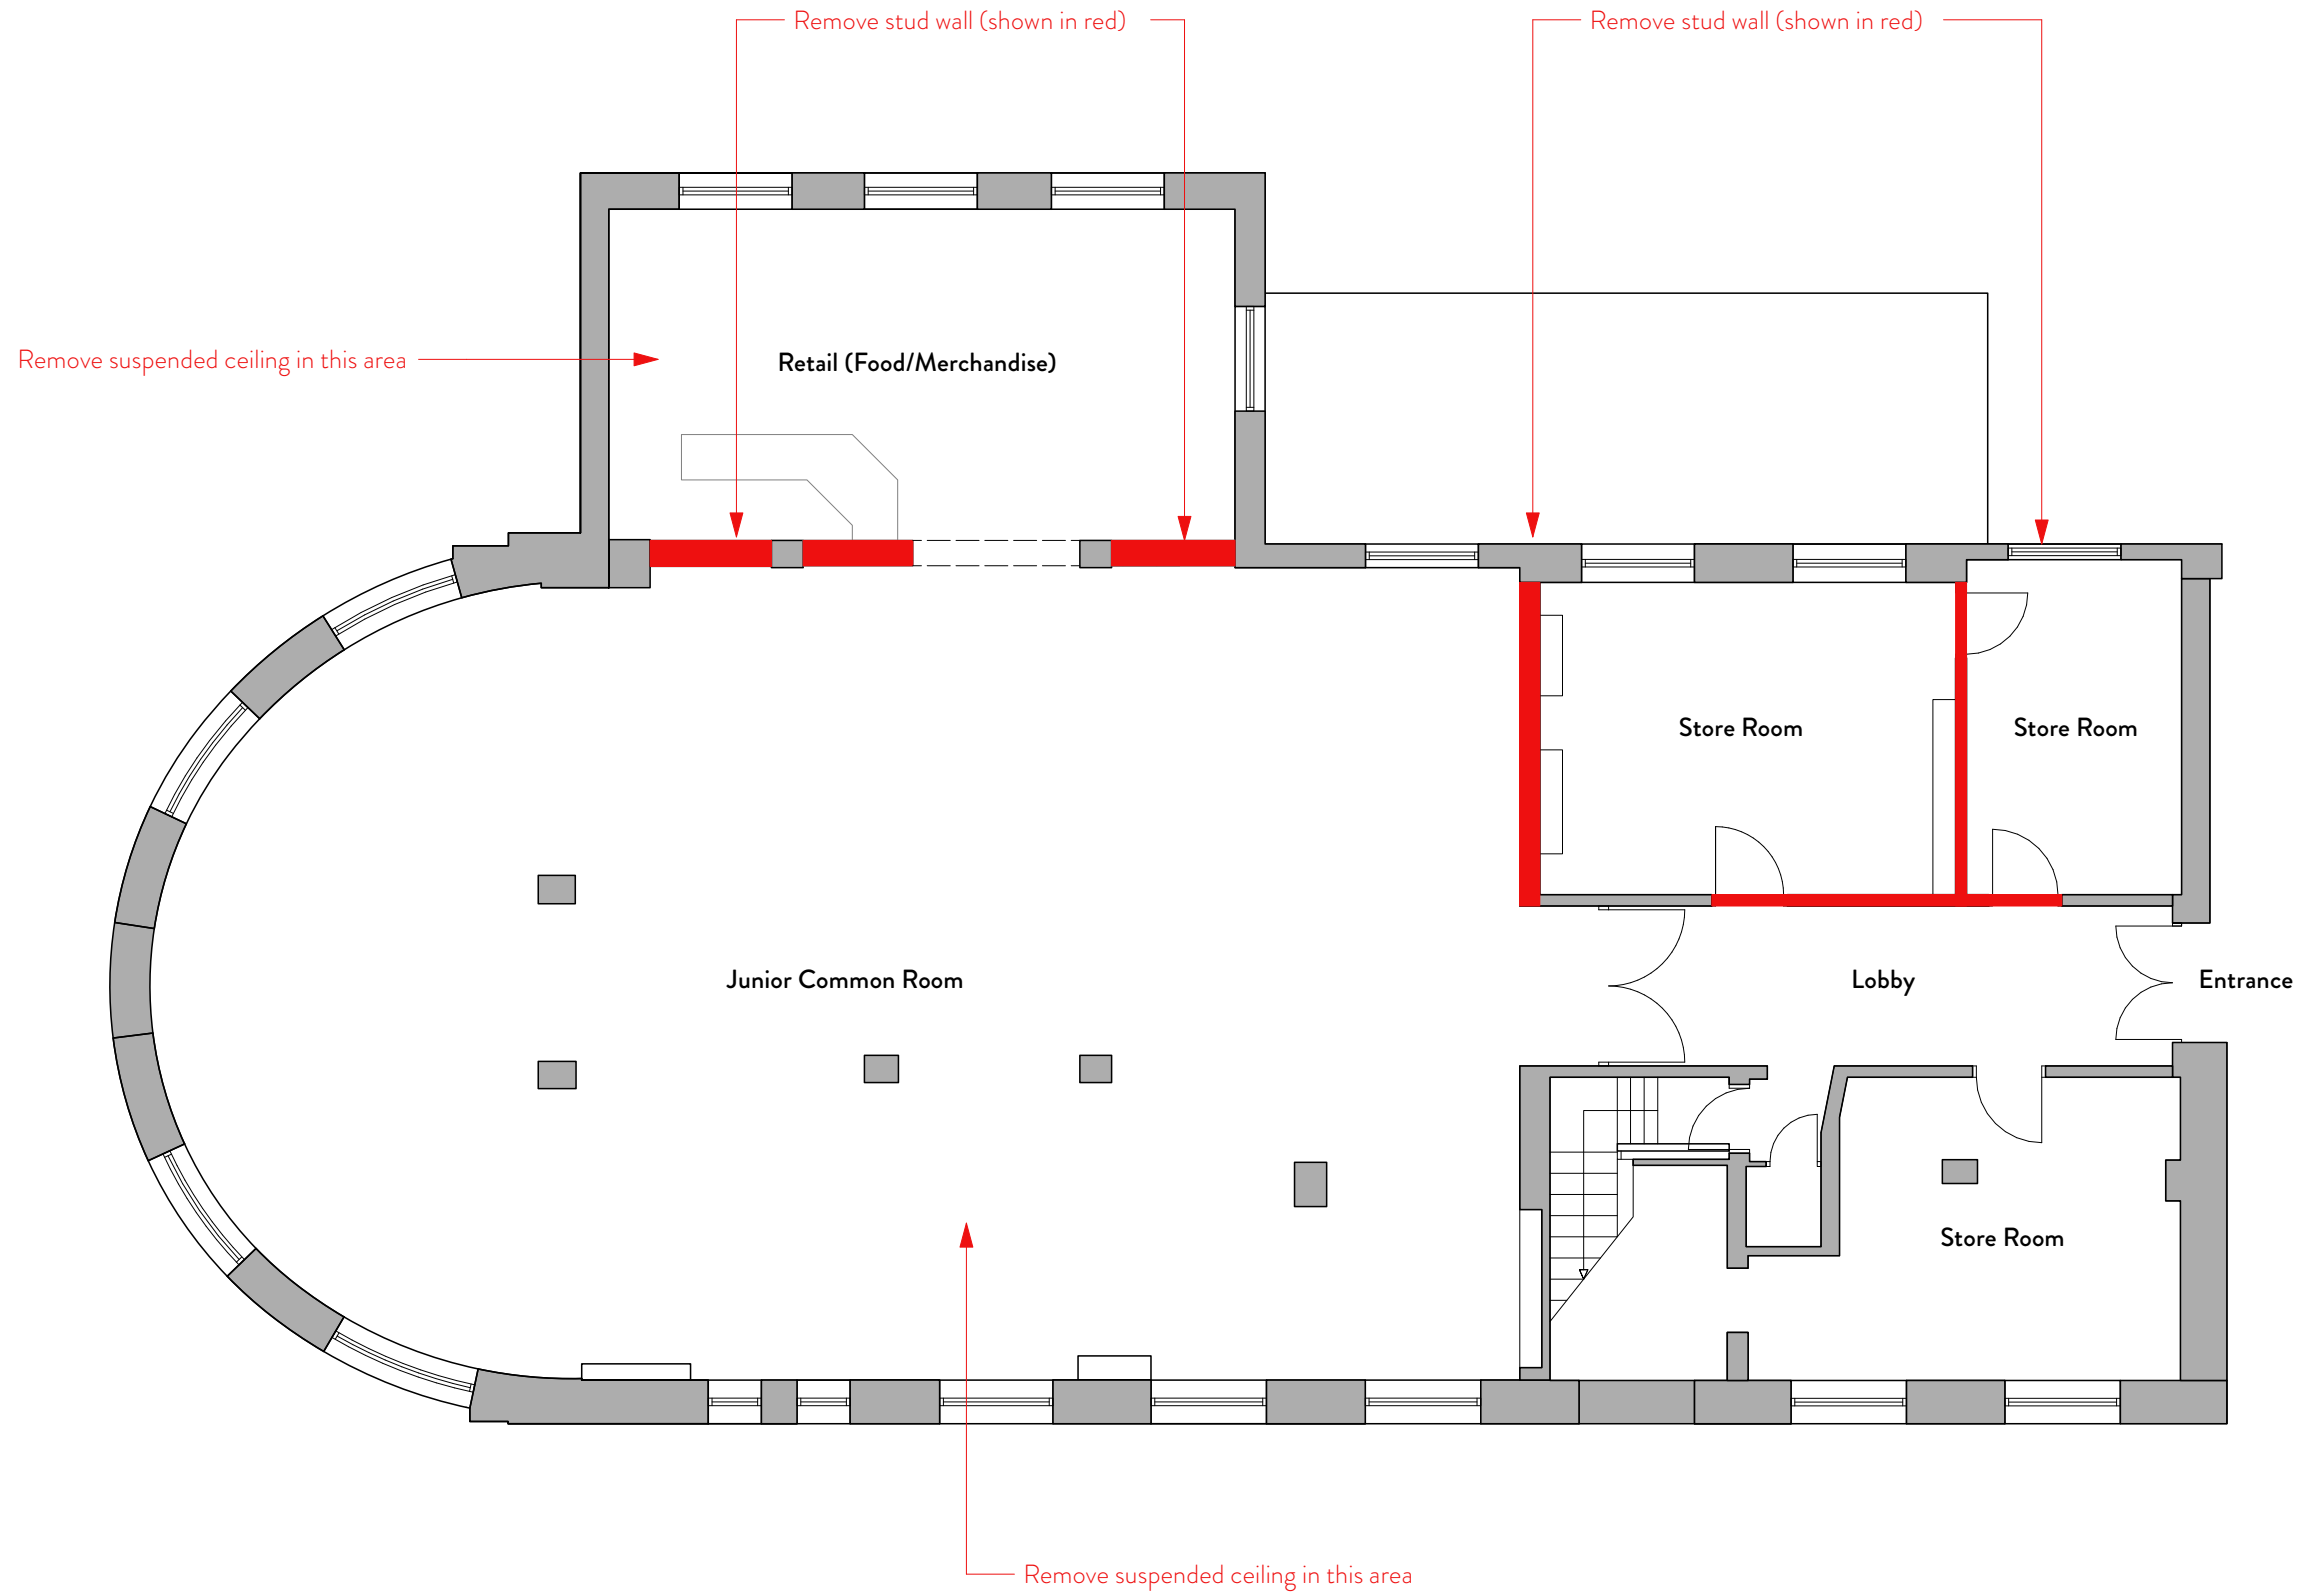 Remove stud wall (shown in red)
Remove stud wall (shown in red)
Remove suspended ceiling in this area
Retail (Food/Merchandise)
Store Room
Store Room
Junior Common Room
Lobby
Entrance
Store Room
Remove suspended ceiling in this area